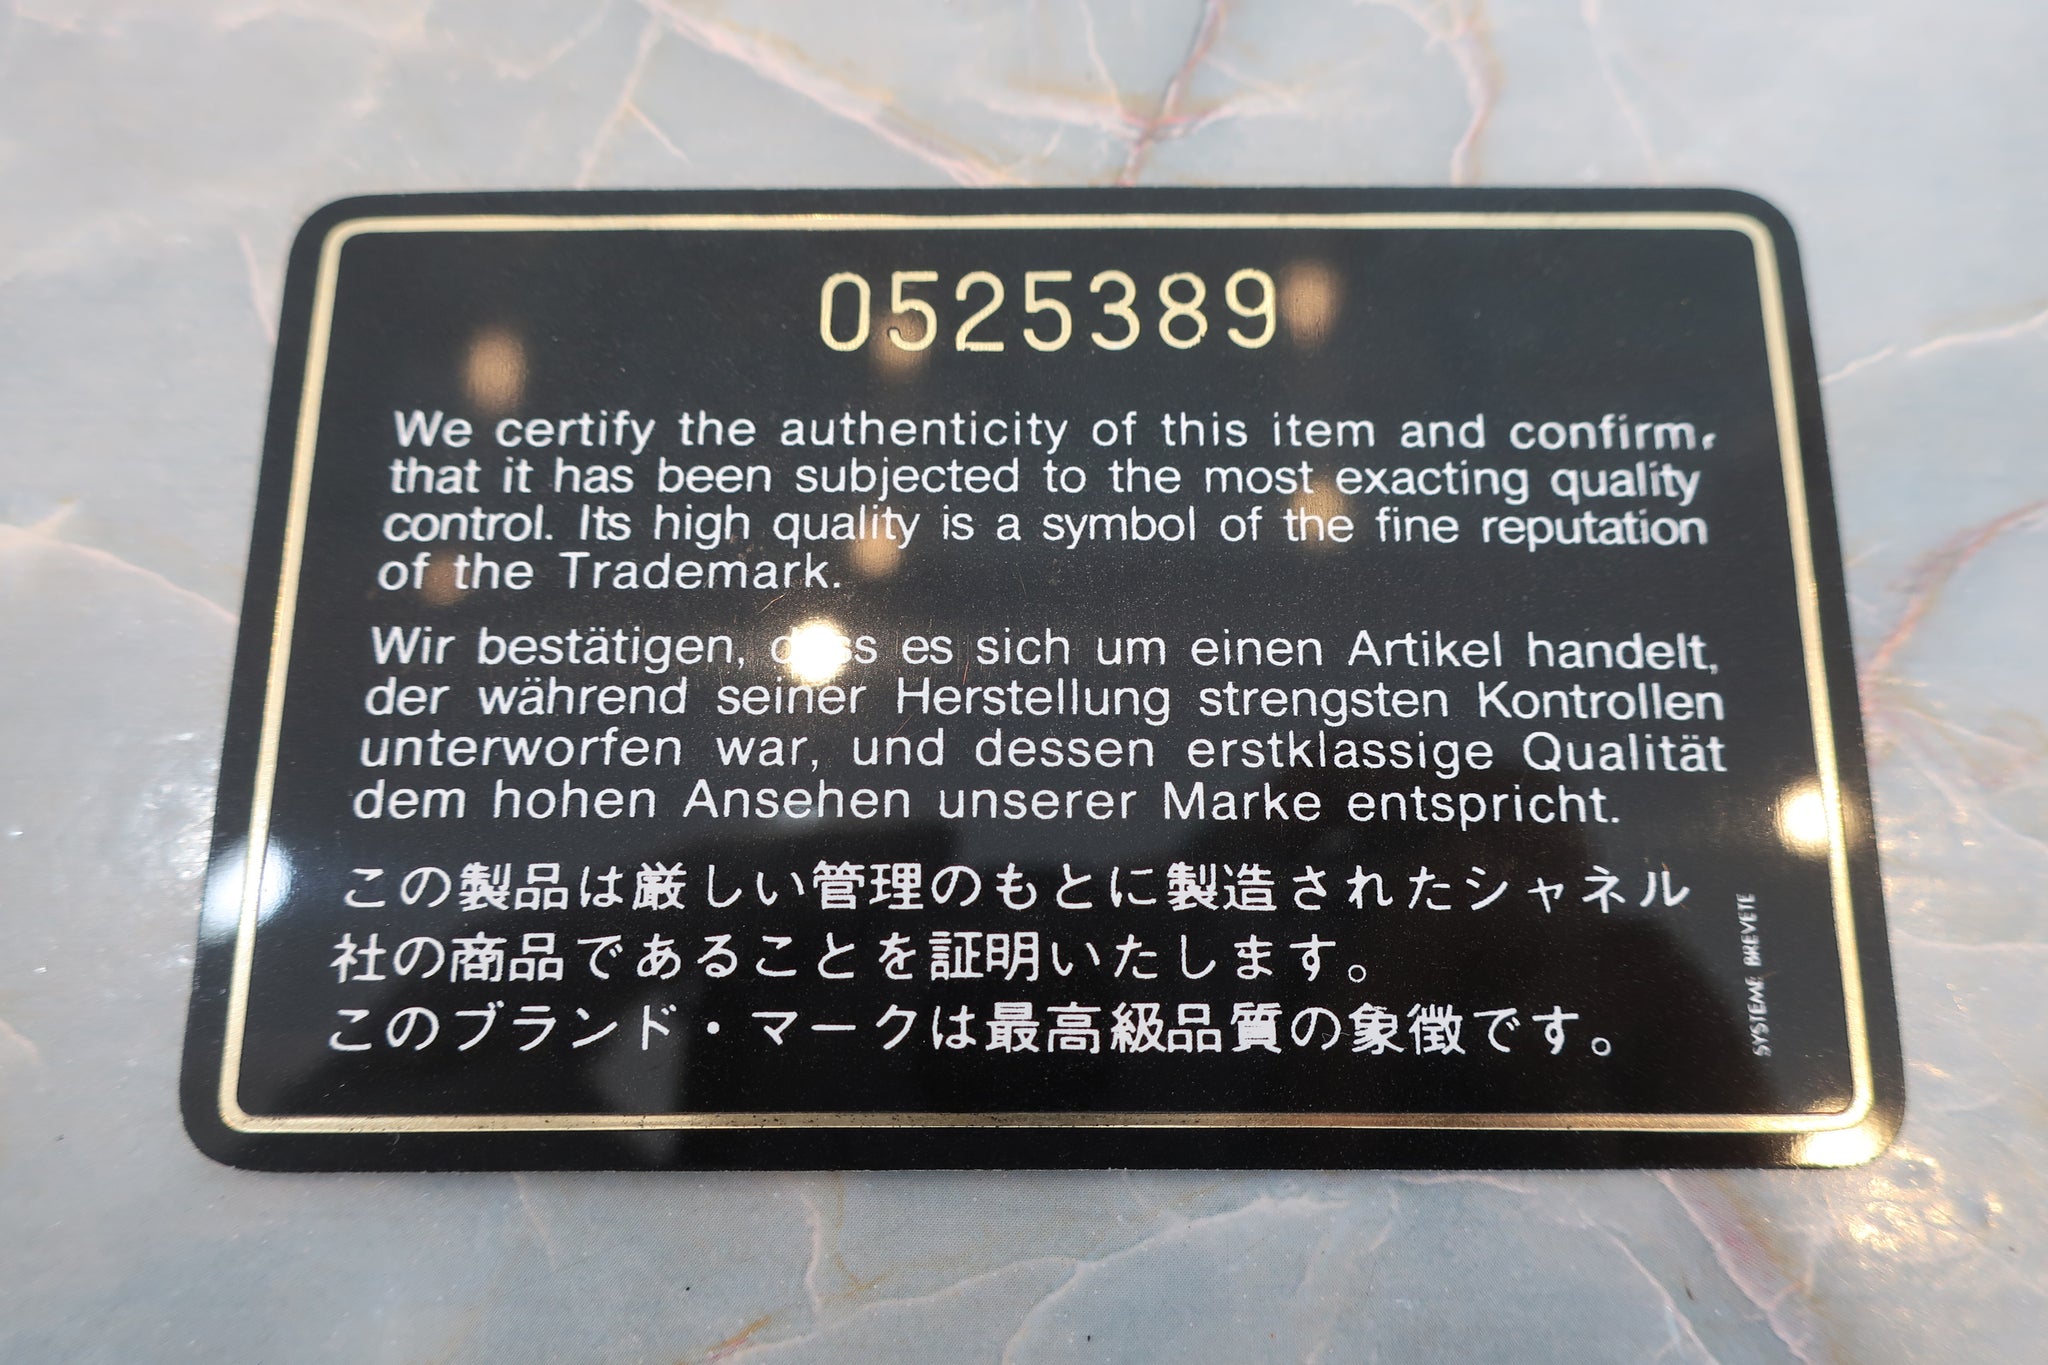 0525389
We certify the authenticity of this item and confirm,
that it has been subjected to the most exacting quality
control. Its high quality is a symbol of the fine reputation
of the Trademark.
Wir bestätigen, dass es sich um einen Artikel handelt,
der während seiner Herstellung strengsten Kontrollen
unterworfen war, und dessen erstklassige Qualität
dem hohen Ansehen unserer Marke entspricht.
この製品は厳しい管理のもとに製造されたシャネル
社の商品であることを証明いたします。
このブランド・マークは最高級品質の象徴です。
SYSTEME BREVETE